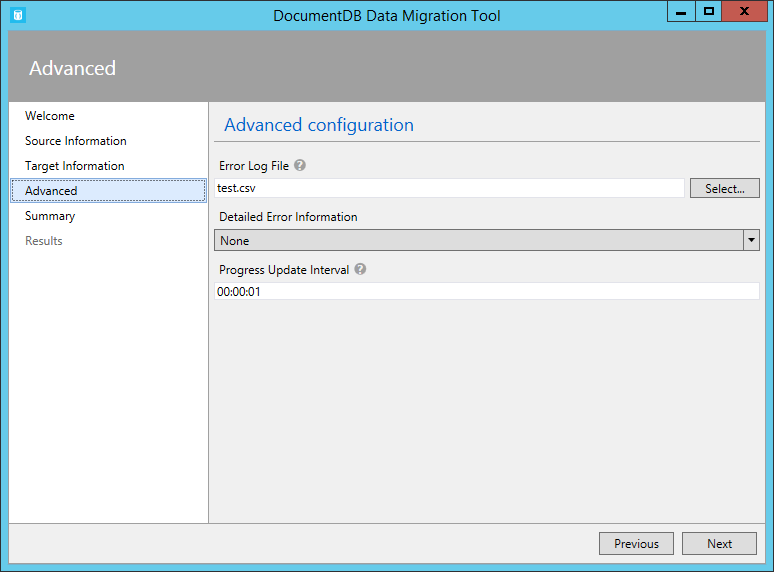 DocumentDB Data Migration Tool
Advanced
Welcome
Source Information
Target Information
Advanced
Summary
Results
Advanced configuration
Error Log File
test.csv
Select...
Detailed Error Information
None
Progress Update Interval
00:00:01
Previous
Next